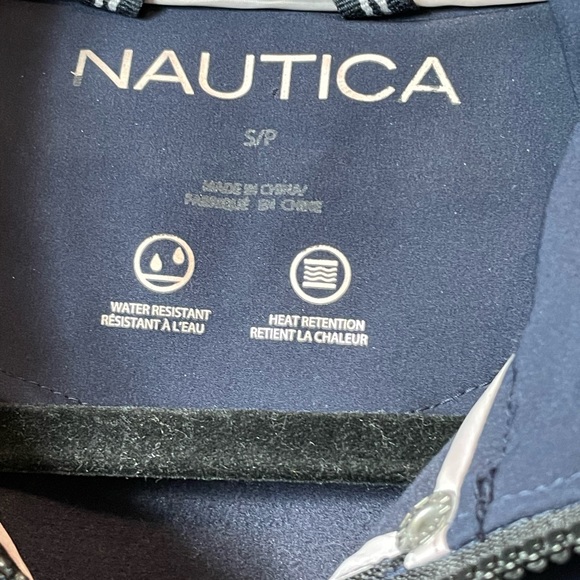 NAUTICA
S/P
MADE IN CHINA/
FABRIQUÉ EN CHINE
WATER RESISTANT
RÉSISTANT À L'EAU
HEAT RETENTION
RETIENT LA CHALEUR